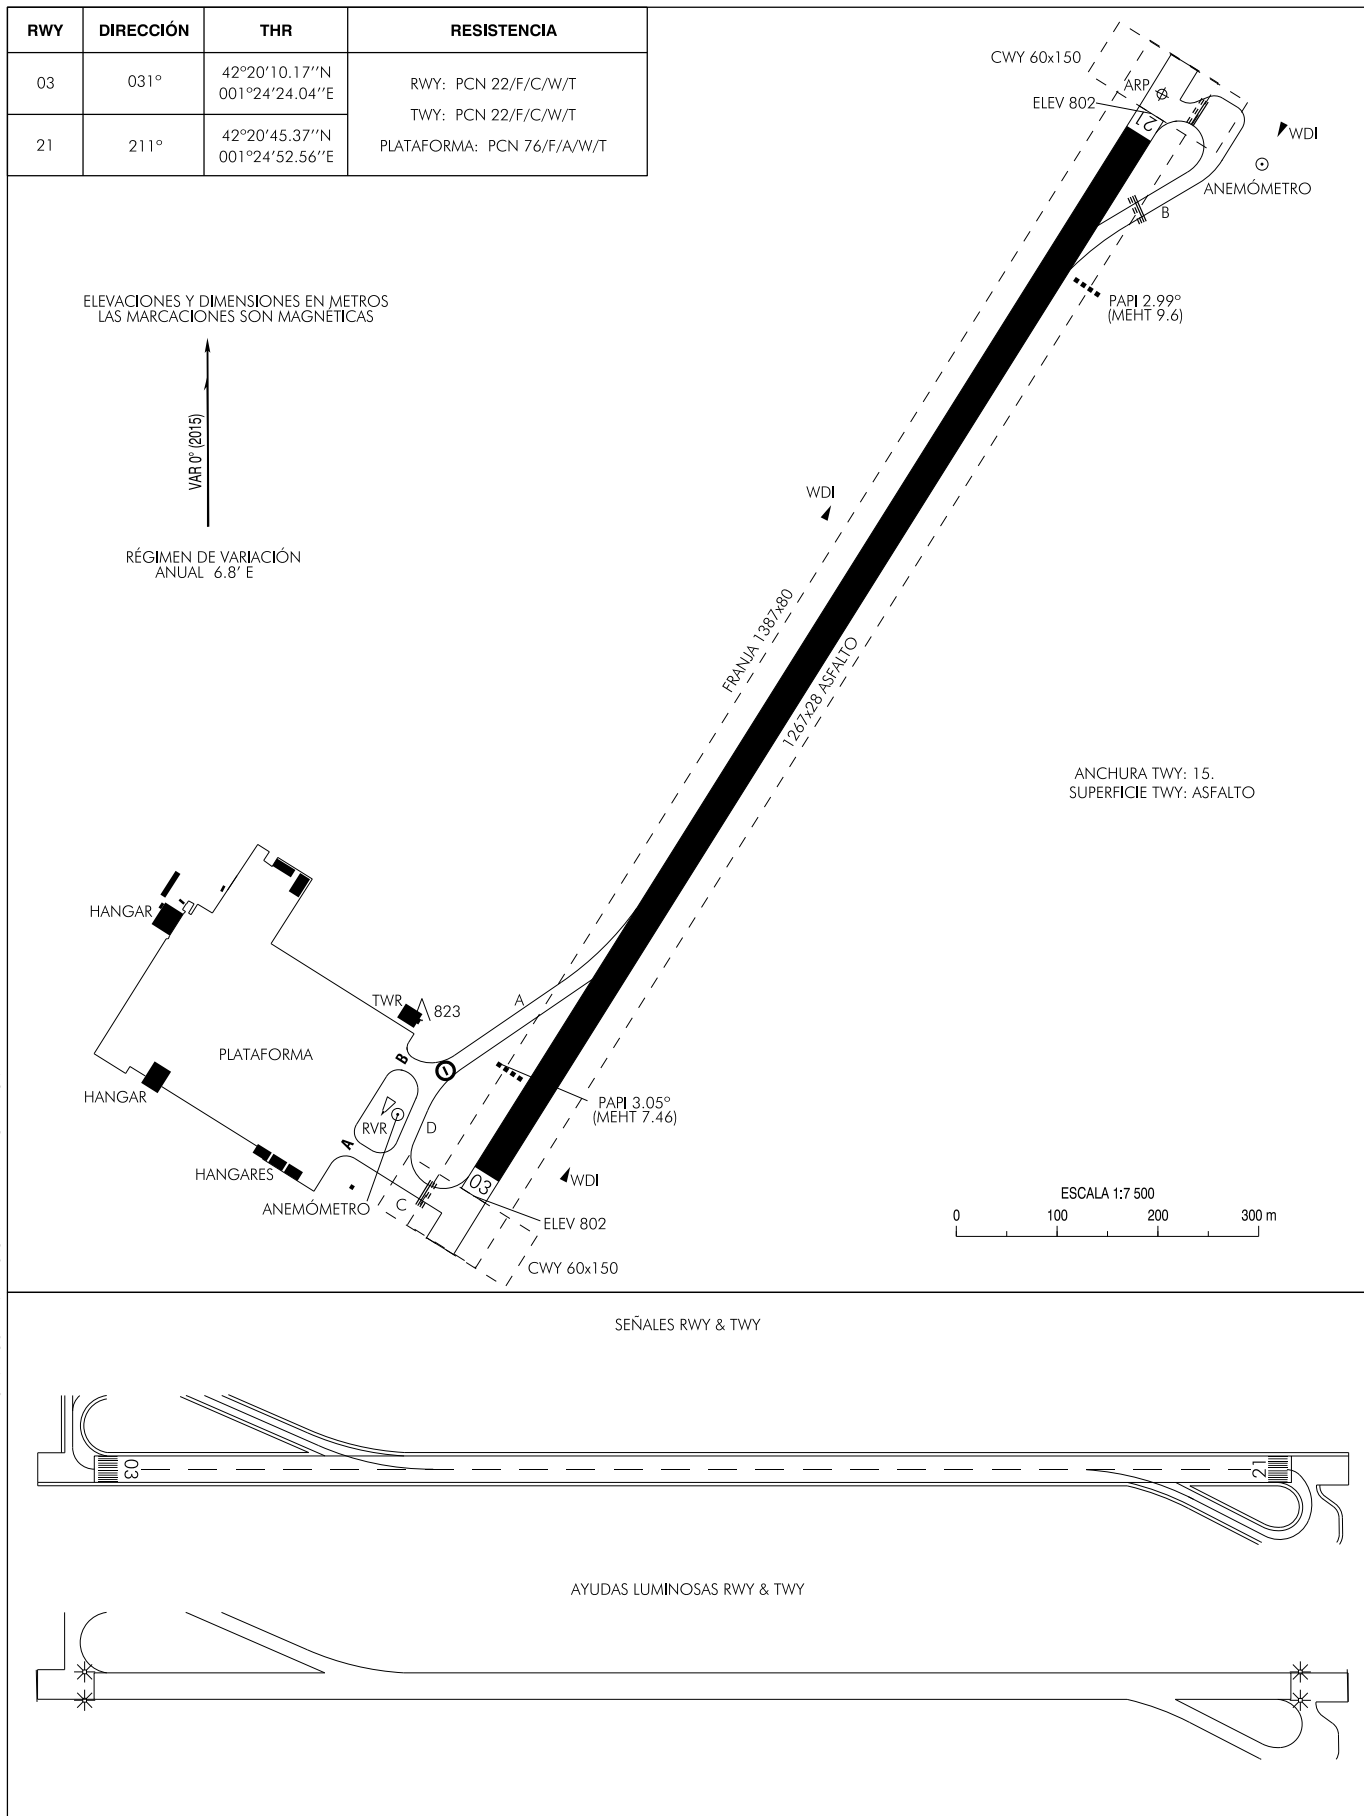 RWY DIRECCIÓN THR RESISTENCIA
03 031° 42°20'10.17''N
001°24'24.04''E
21 211° 42°20'45.37''N
001°24'52.56''E
RWY: PCN 22/F/C/W/T
TWY: PCN 22/F/C/W/T
PLATAFORMA: PCN 76/F/A/W/T
CWY 60x150
ARP
ELEV 802
21
WDI
ANEMÓMETRO
B
PAPI 2.99°
(MEHT 9.6)
ELEVACIONES Y DIMENSIONES EN METROS
LAS MARCACIONES SON MAGNÉTICAS
VAR 0° (2015)
RÉGIMEN DE VARIACIÓN
ANUAL 6.8' E
WDI
FRANJA 1387x80
1267x28 ASFALTO
ANCHURA TWY: 15.
SUPERFICIE TWY: ASFALTO
HANGAR
TWR
823
A
PLATAFORMA
B
HANGAR
PAPI 3.05°
(MEHT 7.46)
RVR
D
A
HANGARES
03
WDI
ANEMÓMETRO
C
ELEV 802
CWY 60x150
ESCALA 1:7 500
0 100 200 300 m
SEÑALES RWY & TWY
03
21
AYUDAS LUMINOSAS RWY & TWY